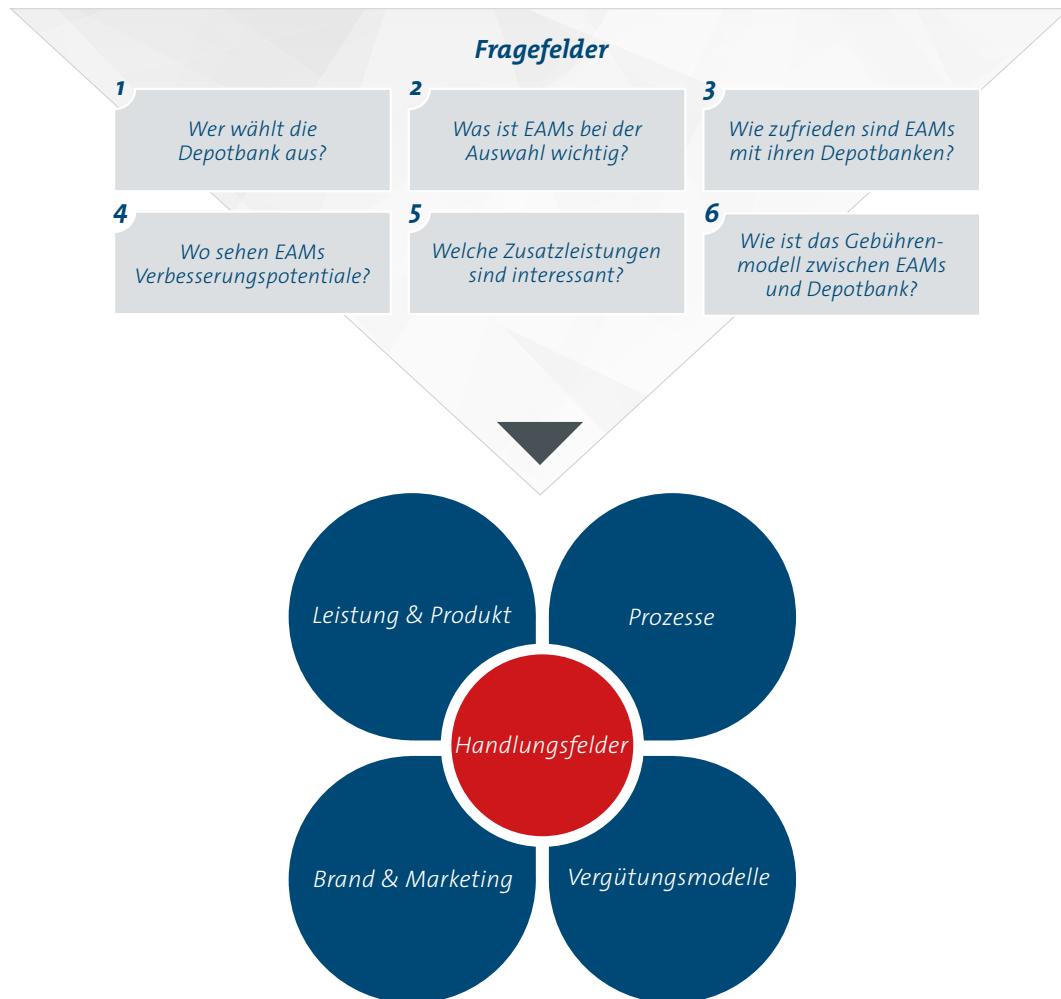 Fragefelder
1
Wer wählt die
Depotbank aus?
2
Was ist EAMs bei der
Auswahl wichtig?
3
Wie zufrieden sind EAMs
mit ihren Depotbanken?
4
Wo sehen EAMs
Verbesserungspotentiale?
5
Welche Zusatzleistungen
sind interessant?
6
Wie ist das Gebühren-
modell zwischen EAMs
und Depotbank?
Leistung & Produkt
Prozesse
Handlungsfelder
Brand & Marketing
Vergütungsmodelle